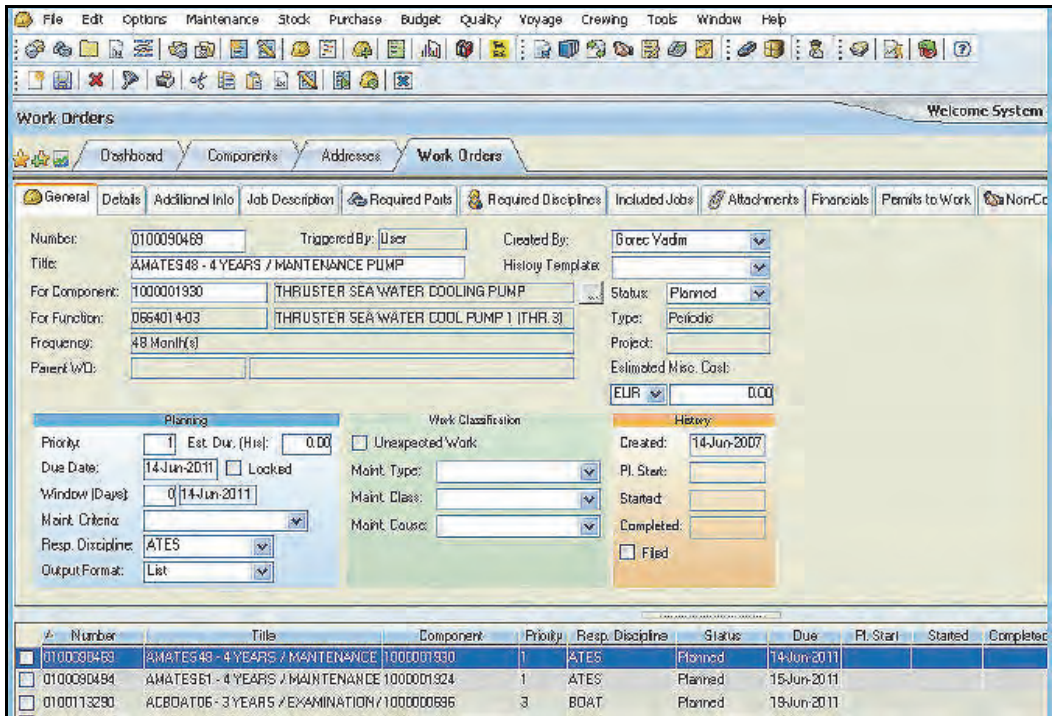 File Edit Options Maintenance Stock Purchase Budget Quality Voyage Crewing Tools Window Help
Work Orders
Welcome System
Dashboard Components Addresses Work Orders
General Details Additional Info Job Description Required Parts Required Disciplines Included Jobs Attachments Financials Permits to Work Non-Co
Number: 0100090469 Triggered By: User Created By: Gorec Vadim
Title: AMATES48 - 4 YEARS / MANTENANCE PUMP History Template:
For Component: 1000001930 THRUSTER SEA WATER COOLING PUMP ... Status: Planned
For Function: 0664014-03 THRUSTER SEA WATER COOL PUMP 1 (THR. 3) Type: Periodic
Frequency: 48 Month(s) Project:
Parent WO: Estimated Misc. Cost:
EUR 0.00
Planning Work Classification History
Priority: 1 Est. Dur. (Hrs): 0.00 Unexpected Work Created: 14-Jun-2007
Due Date: 14-Jun-2011 Locked Maint. Type: Pl. Start:
Window (Days): 0 14-Jun-2011 Maint. Class: Started:
Maint. Criteria: Maint. Cause: Completed:
Resp. Discipline: ATES Filed
Output Format: List
Number Title Component Priority Resp. Discipline Status Due Pl. Start Started Completed
0100090469 AMATES48 - 4 YEARS / MANTENANCE 1000001930 1 ATES Planned 14-Jun-2011
0100090494 AMATES61 - 4 YEARS / MAINTENANCE 1000001924 1 ATES Planned 15-Jun-2011
0100113290 ACBOAT06 - 3 YEARS / EXAMINATION / 1000000696 3 BOAT Planned 19-Jun-2011